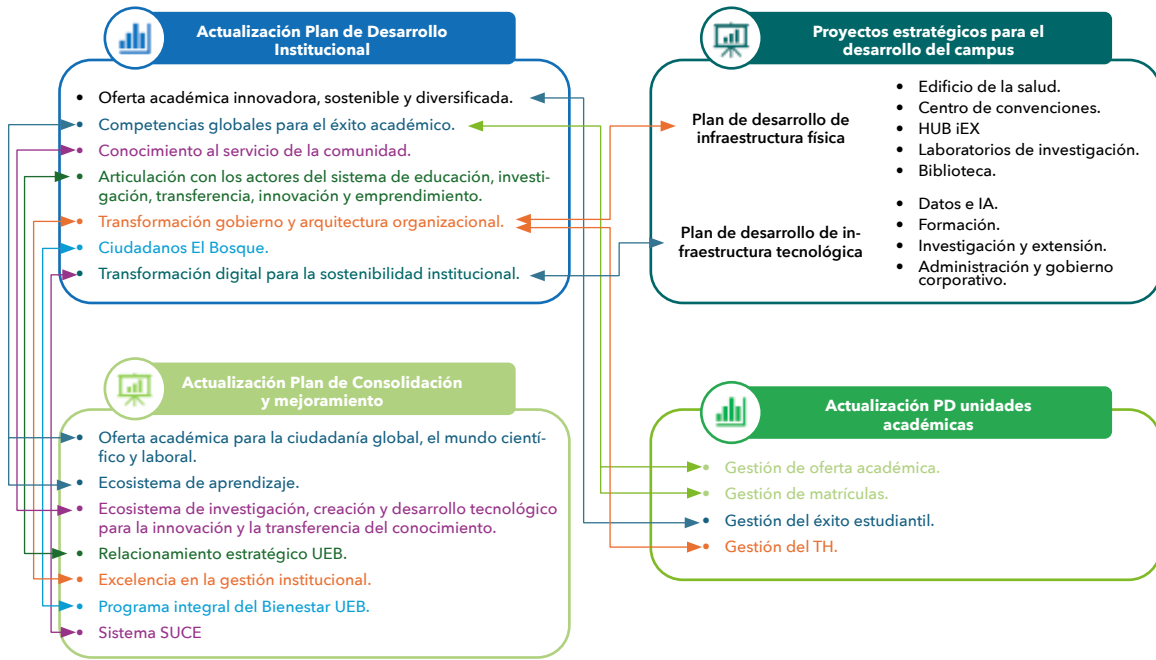 Actualización Plan de Desarrollo
Institucional
• Oferta académica innovadora, sostenible y diversificada.
• Competencias globales para el éxito académico.
• Conocimiento al servicio de la comunidad.
• Articulación con los actores del sistema de educación, investi-
gación, transferencia, innovación y emprendimiento.
• Transformación gobierno y arquitectura organizacional.
• Ciudadanos El Bosque.
• Transformación digital para la sostenibilidad institucional.
Proyectos estratégicos para el
desarrollo del campus
Plan de desarrollo de
infraestructura física
• Edificio de la salud.
• Centro de convenciones.
• HUB iEX
• Laboratorios de investigación.
• Biblioteca.
Plan de desarrollo de in-
fraestructura tecnológica
• Datos e IA.
• Formación.
• Investigación y extensión.
• Administración y gobierno
corporativo.
Actualización Plan de Consolidación
y mejoramiento
• Oferta académica para la ciudadanía global, el mundo cientí-
fico y laboral.
• Ecosistema de aprendizaje.
• Ecosistema de investigación, creación y desarrollo tecnológico
para la innovación y la transferencia del conocimiento.
• Relacionamiento estratégico UEB.
• Excelencia en la gestión institucional.
• Programa integral del Bienestar UEB.
• Sistema SUCE
Actualización PD unidades
académicas
• Gestión de oferta académica.
• Gestión de matrículas.
• Gestión del éxito estudiantil.
• Gestión del TH.